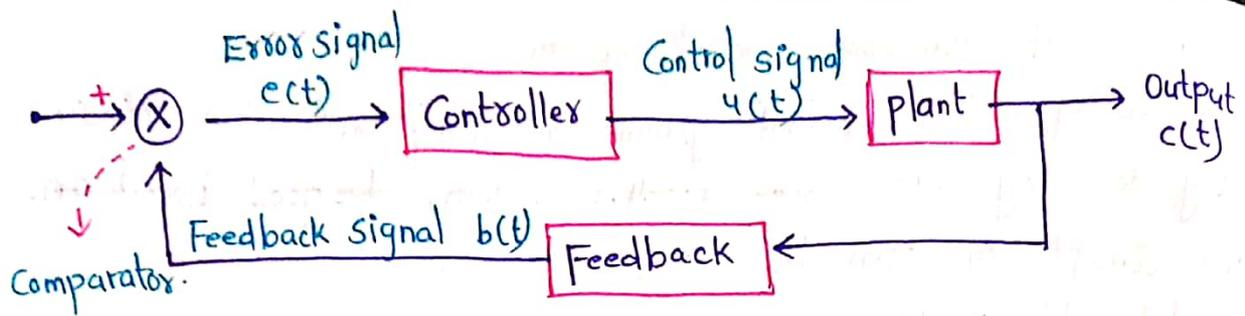 Error signal
e(t)
+
X
Controller
Control signal
u(t)
plant
Output
c(t)
Feedback signal b(t)
Feedback
Comparator.